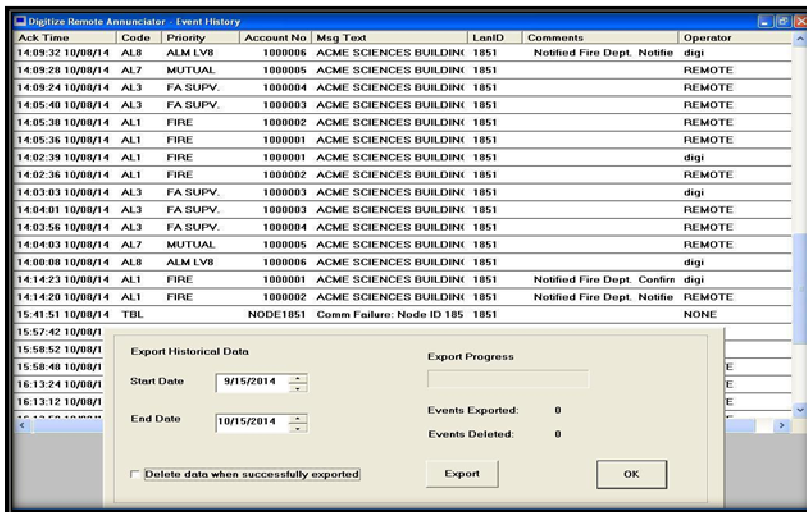 Digitize Remote Annunciator - Event History
Ack Time Code Priority Account No Msg Text LanID Comments Operator
14:09:32 10/08/14 AL8 ALM LV8 1000006 ACME SCIENCES BUILDIN( 1851 Notified Fire Dept. Notifie digi
14:09:28 10/08/14 AL7 MUTUAL 1000005 ACME SCIENCES BUILDIN( 1851 REMOTE
14:09:24 10/08/14 AL3 FA SUPV. 1000004 ACME SCIENCES BUILDIN( 1851 REMOTE
14:05:40 10/08/14 AL3 FA SUPV. 1000003 ACME SCIENCES BUILDIN( 1851 REMOTE
14:05:38 10/08/14 AL1 FIRE 1000002 ACME SCIENCES BUILDIN( 1851 REMOTE
14:05:36 10/08/14 AL1 FIRE 1000001 ACME SCIENCES BUILDIN( 1851 REMOTE
14:02:39 10/08/14 AL1 FIRE 1000001 ACME SCIENCES BUILDIN( 1851 digi
14:02:36 10/08/14 AL1 FIRE 1000002 ACME SCIENCES BUILDIN( 1851 REMOTE
14:03:03 10/08/14 AL3 FA SUPV. 1000003 ACME SCIENCES BUILDIN( 1851 digi
14:04:01 10/08/14 AL3 FA SUPV. 1000003 ACME SCIENCES BUILDIN( 1851 REMOTE
14:03:56 10/08/14 AL3 FA SUPV. 1000004 ACME SCIENCES BUILDIN( 1851 REMOTE
14:04:03 10/08/14 AL7 MUTUAL 1000005 ACME SCIENCES BUILDIN( 1851 REMOTE
14:00:08 10/08/14 AL8 ALM LV8 1000006 ACME SCIENCES BUILDIN( 1851 digi
14:14:23 10/08/14 AL1 FIRE 1000001 ACME SCIENCES BUILDIN( 1851 Notified Fire Dept. Confirn digi
14:14:20 10/08/14 AL1 FIRE 1000002 ACME SCIENCES BUILDIN( 1851 Notified Fire Dept. Notifie REMOTE
15:41:51 10/08/14 TBL NODE1851 Comm Failure: Node ID 185 1851 NONE
15:57:42 10/08/1
15:58:52 10/08/1
15:58:48 10/08/1 E
16:13:24 10/08/1 E
16:13:12 10/08/1 E
Export Historical Data
Start Date 9/15/2014
End Date 10/15/2014
Delete data when successfully exported
Export Progress
Events Exported: 0
Events Deleted: 0
Export OK